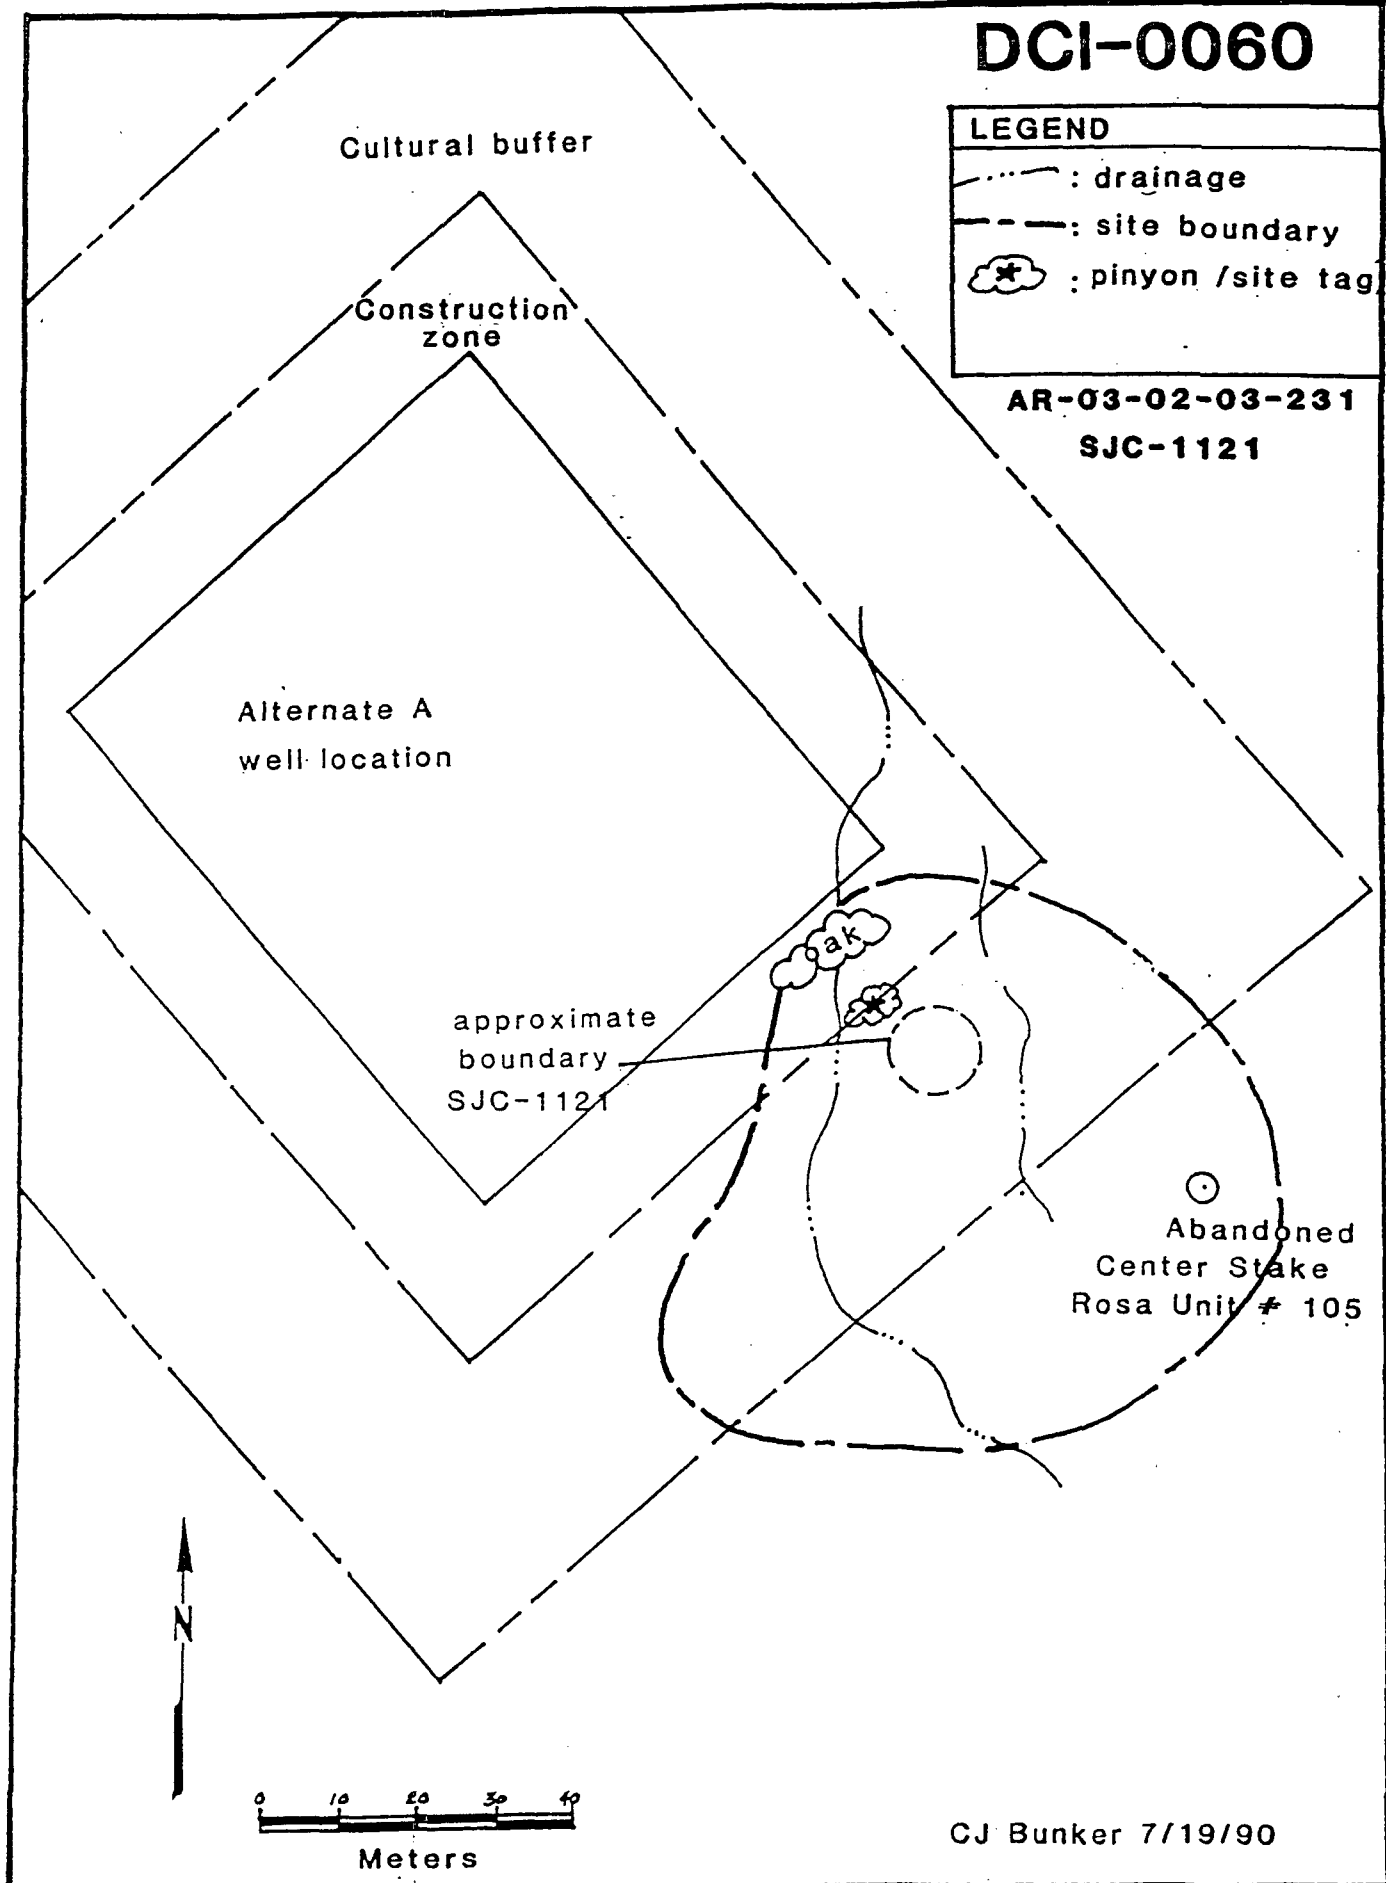 DCI-0060
LEGEND
: drainage
: site boundary
: pinyon /site tag
AR-03-02-03-231
SJC-1121
Cultural buffer
Construction
zone
Alternate A
well location
oak
approximate
boundary
SJC-1121
Abandoned
Center Stake
Rosa Unit # 105
N
0 10 20 30 40
Meters
CJ Bunker 7/19/90